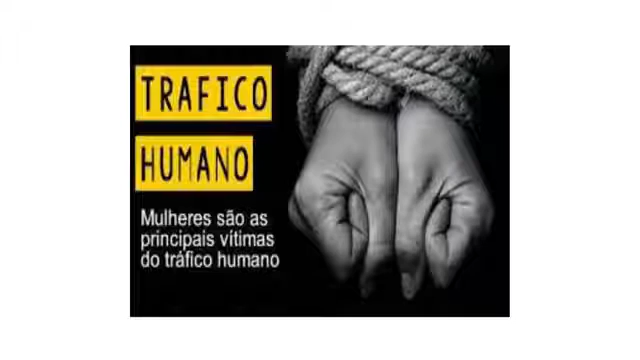 TRAFICO
HUMANO
Mulheres são as
principais vítimas
do tráfico humano